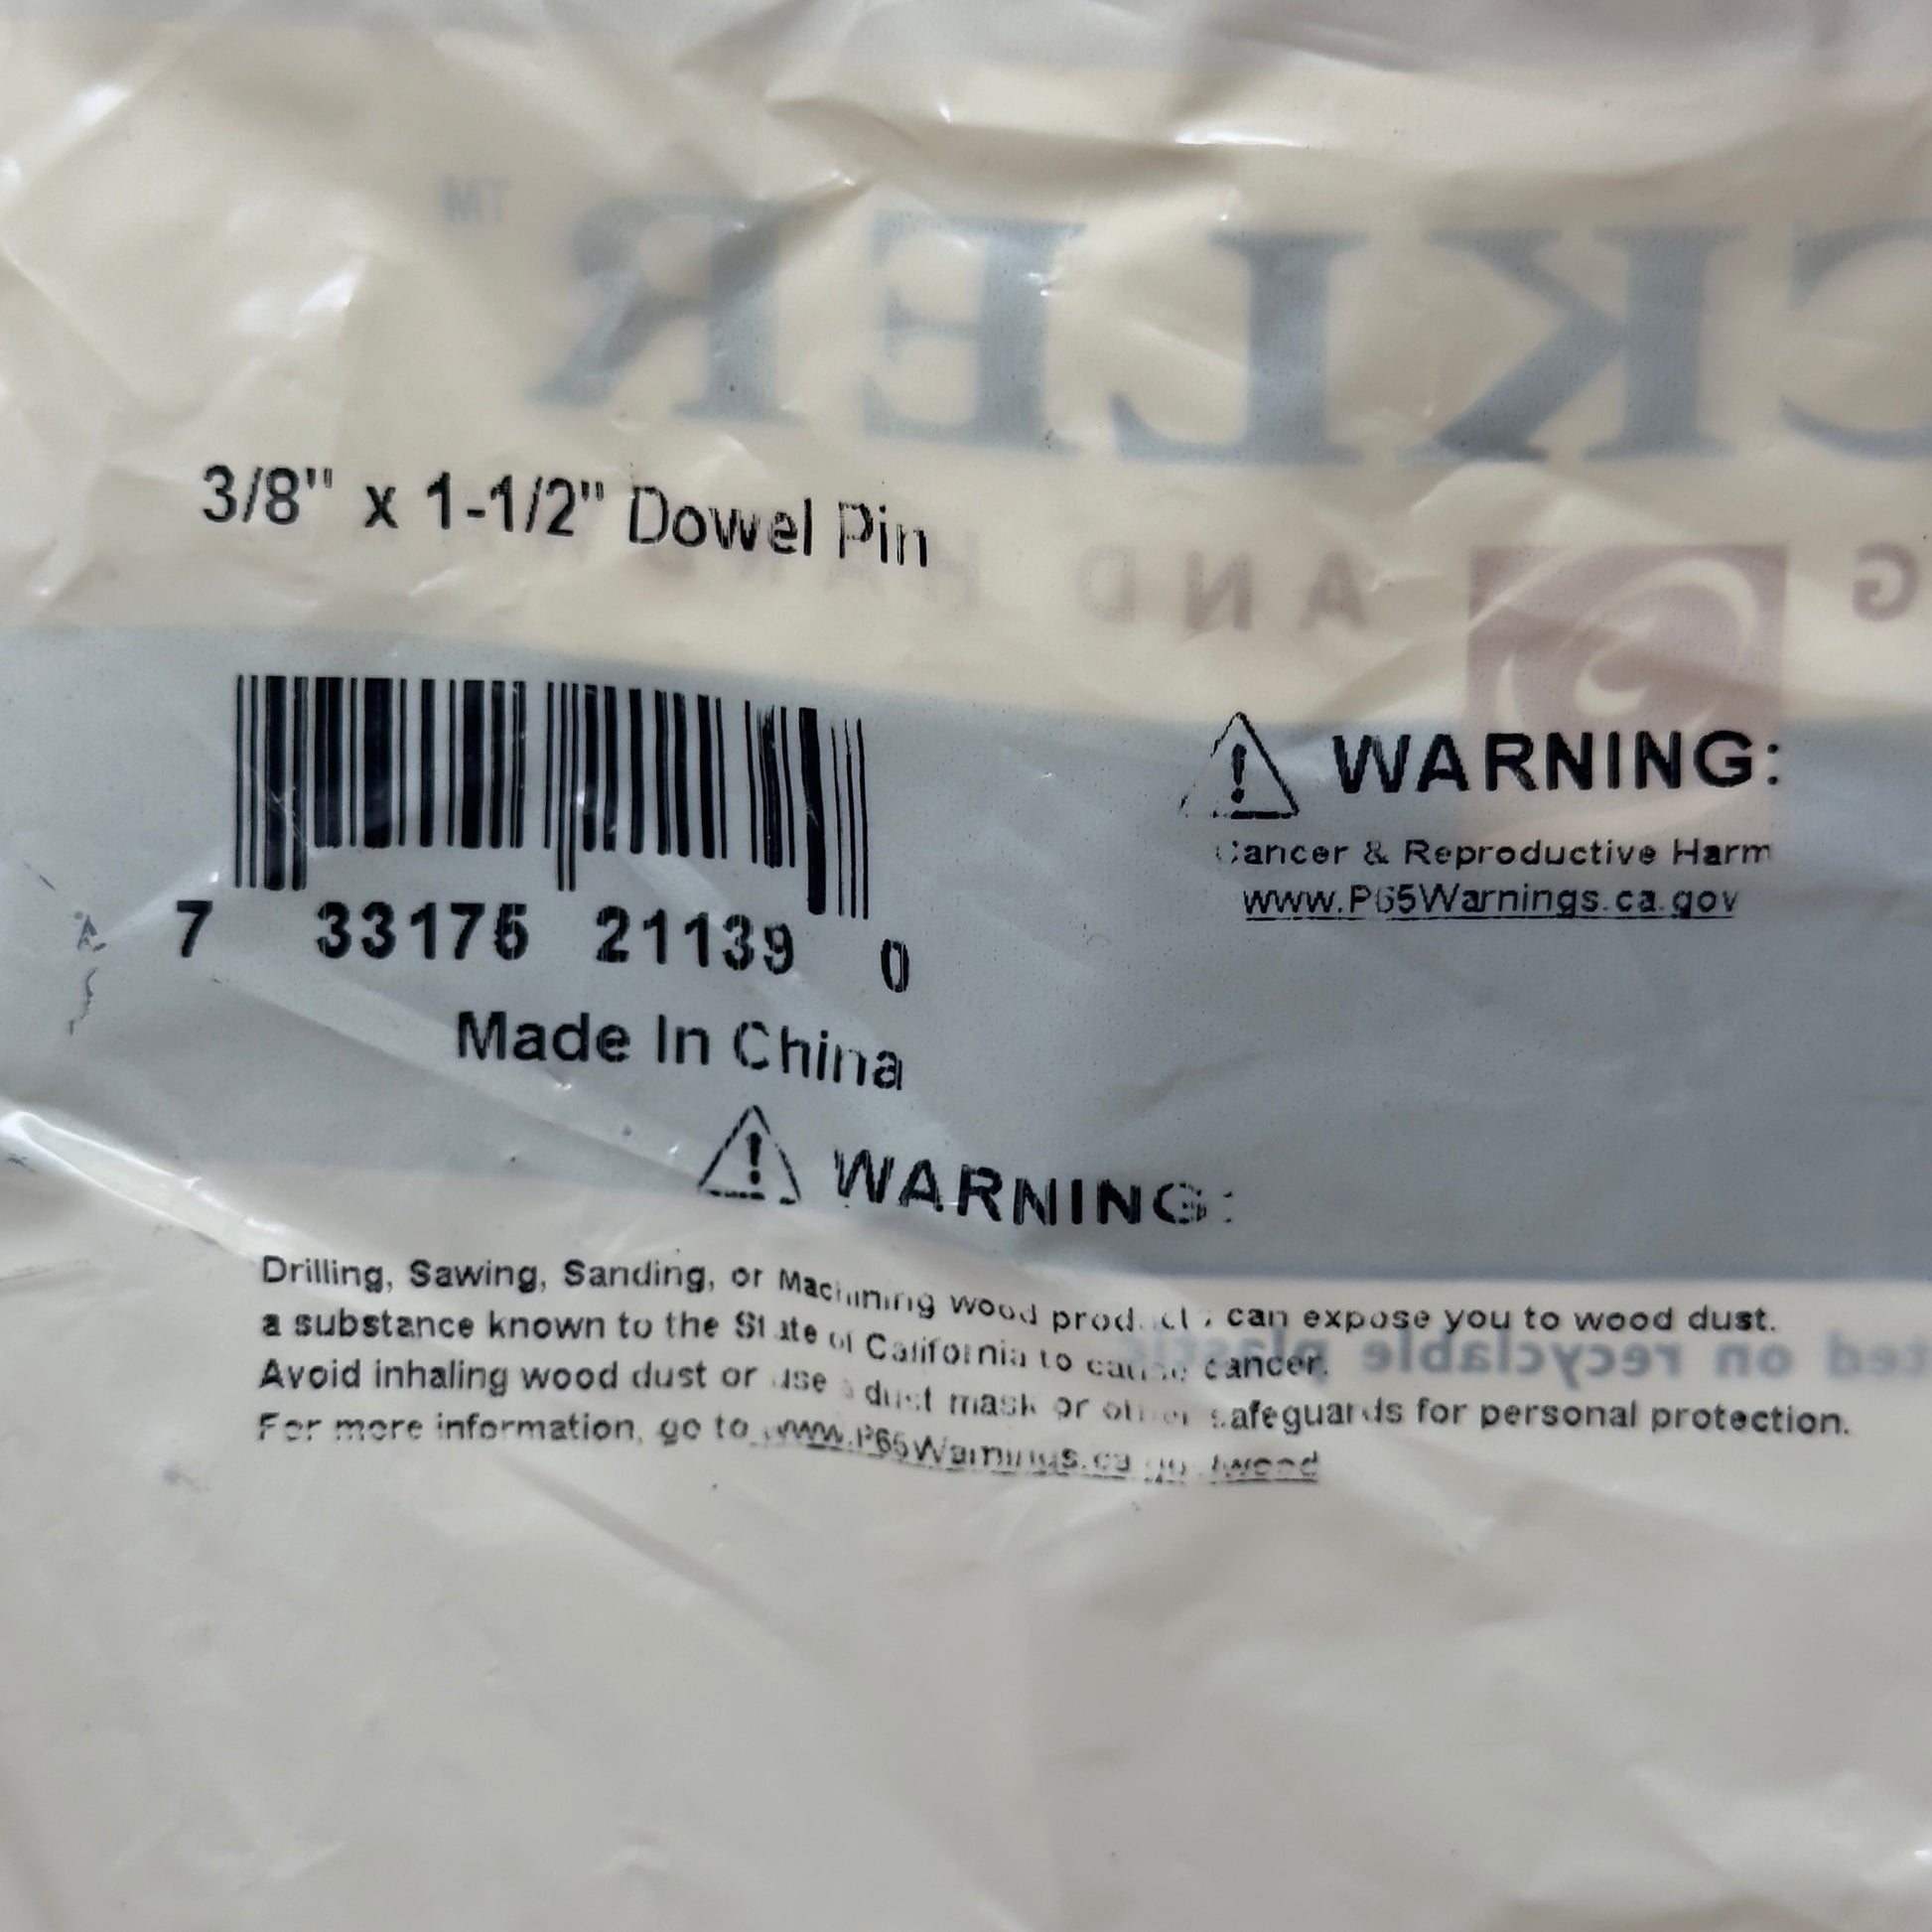 CKLER™
3/8" x 1-1/2" Dowel Pin
G AND HARD
7 33175 21139 0
Made In China
WARNING:
Cancer & Reproductive Harm
www.P65Warnings.ca.gov
WARNING:
Drilling, Sawing, Sanding, or Machining wood products can expose you to wood dust.
a substance known to the State of California to cause cancer.
Avoid inhaling wood dust or use a dust mask or other safeguards for personal protection.
For more information, go to www.P65Warnings.ca.gov/wood
ted on recyclable plastic